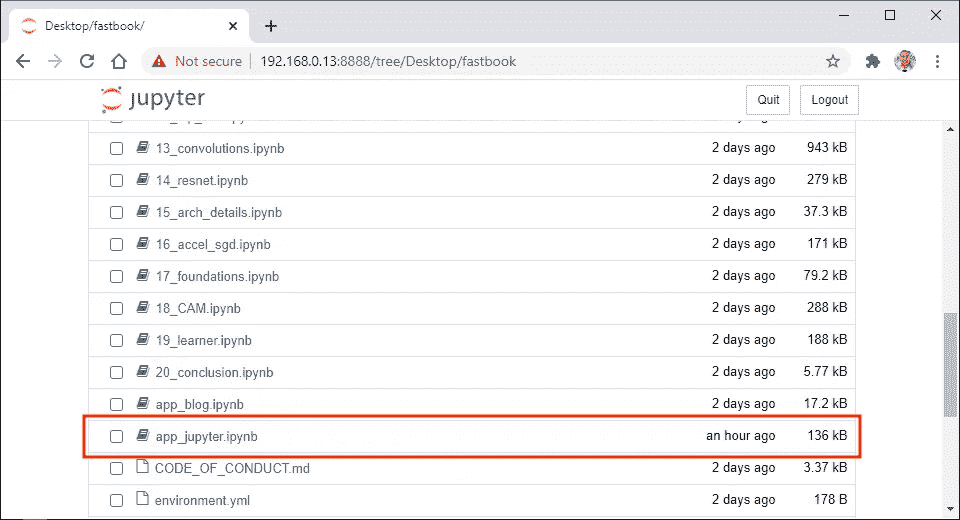 Desktop/fastbook/
Not secure 192.168.0.13:8888/tree/Desktop/fastbook
jupyter Quit Logout
13_convolutions.ipynb 2 days ago 943 kB
14_resnet.ipynb 2 days ago 279 kB
15_arch_details.ipynb 2 days ago 37.3 kB
16_accel_sgd.ipynb 2 days ago 171 kB
17_foundations.ipynb 2 days ago 79.2 kB
18_CAM.ipynb 2 days ago 288 kB
19_learner.ipynb 2 days ago 188 kB
20_conclusion.ipynb 2 days ago 5.77 kB
app_blog.ipynb 2 days ago 17.2 kB
app_jupyter.ipynb an hour ago 136 kB
CODE_OF_CONDUCT.md 2 days ago 3.37 kB
environment.yml 2 days ago 178 B